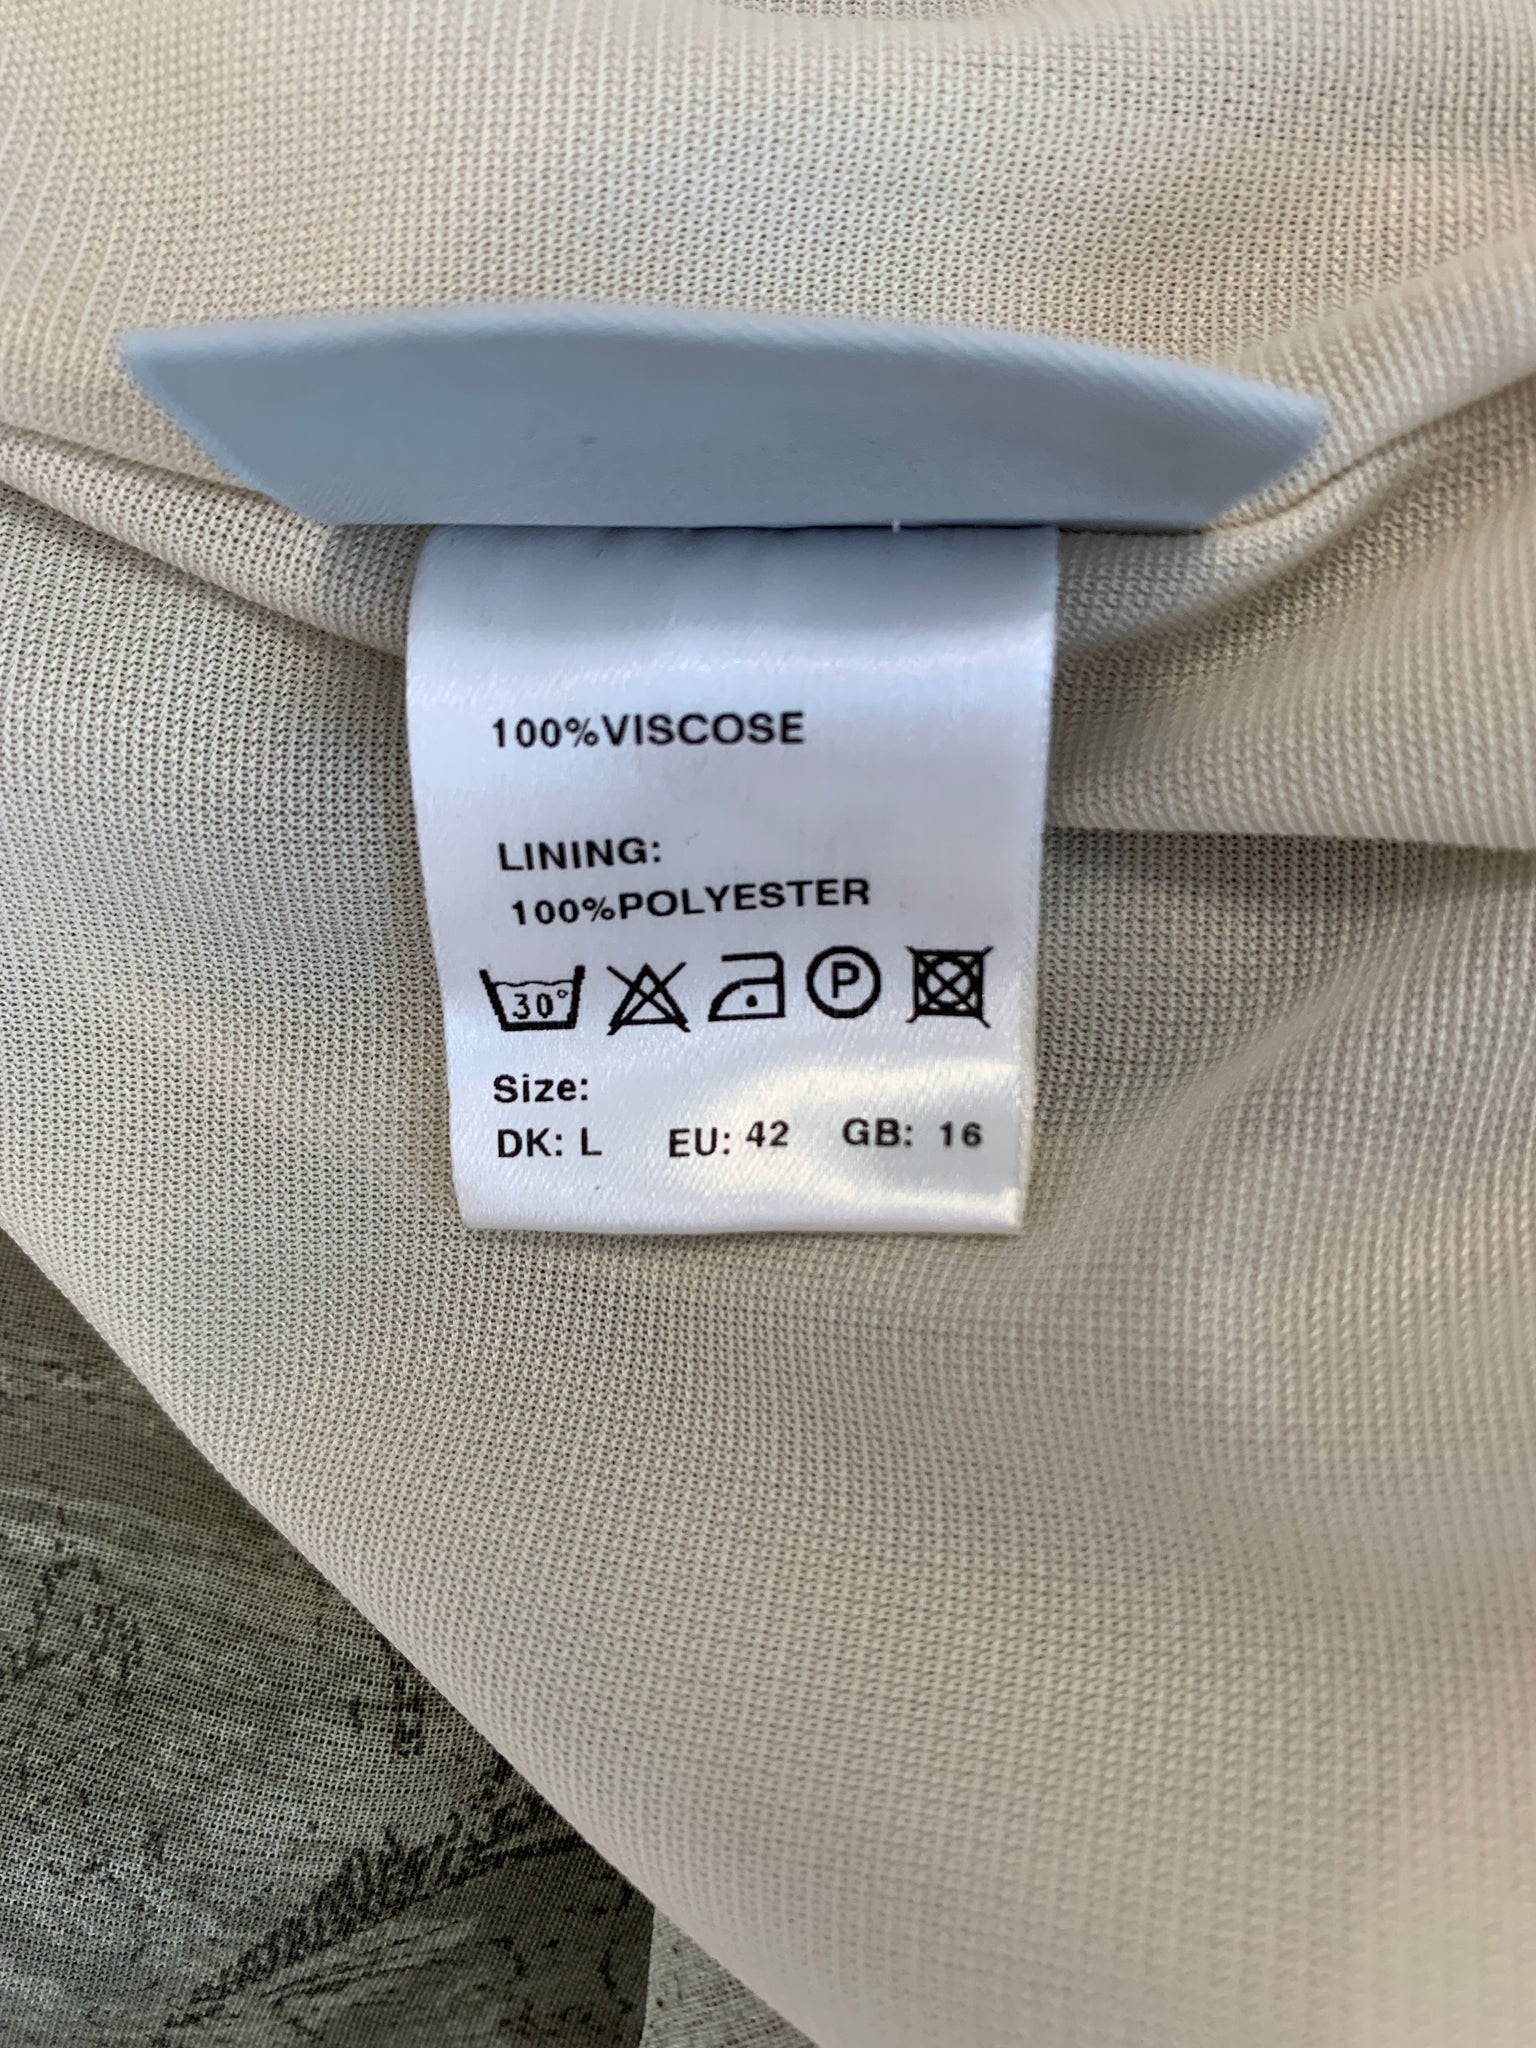 100%VISCOSE
LINING:
100%POLYESTER
30° P
Size:
DK: L EU: 42 GB: 16